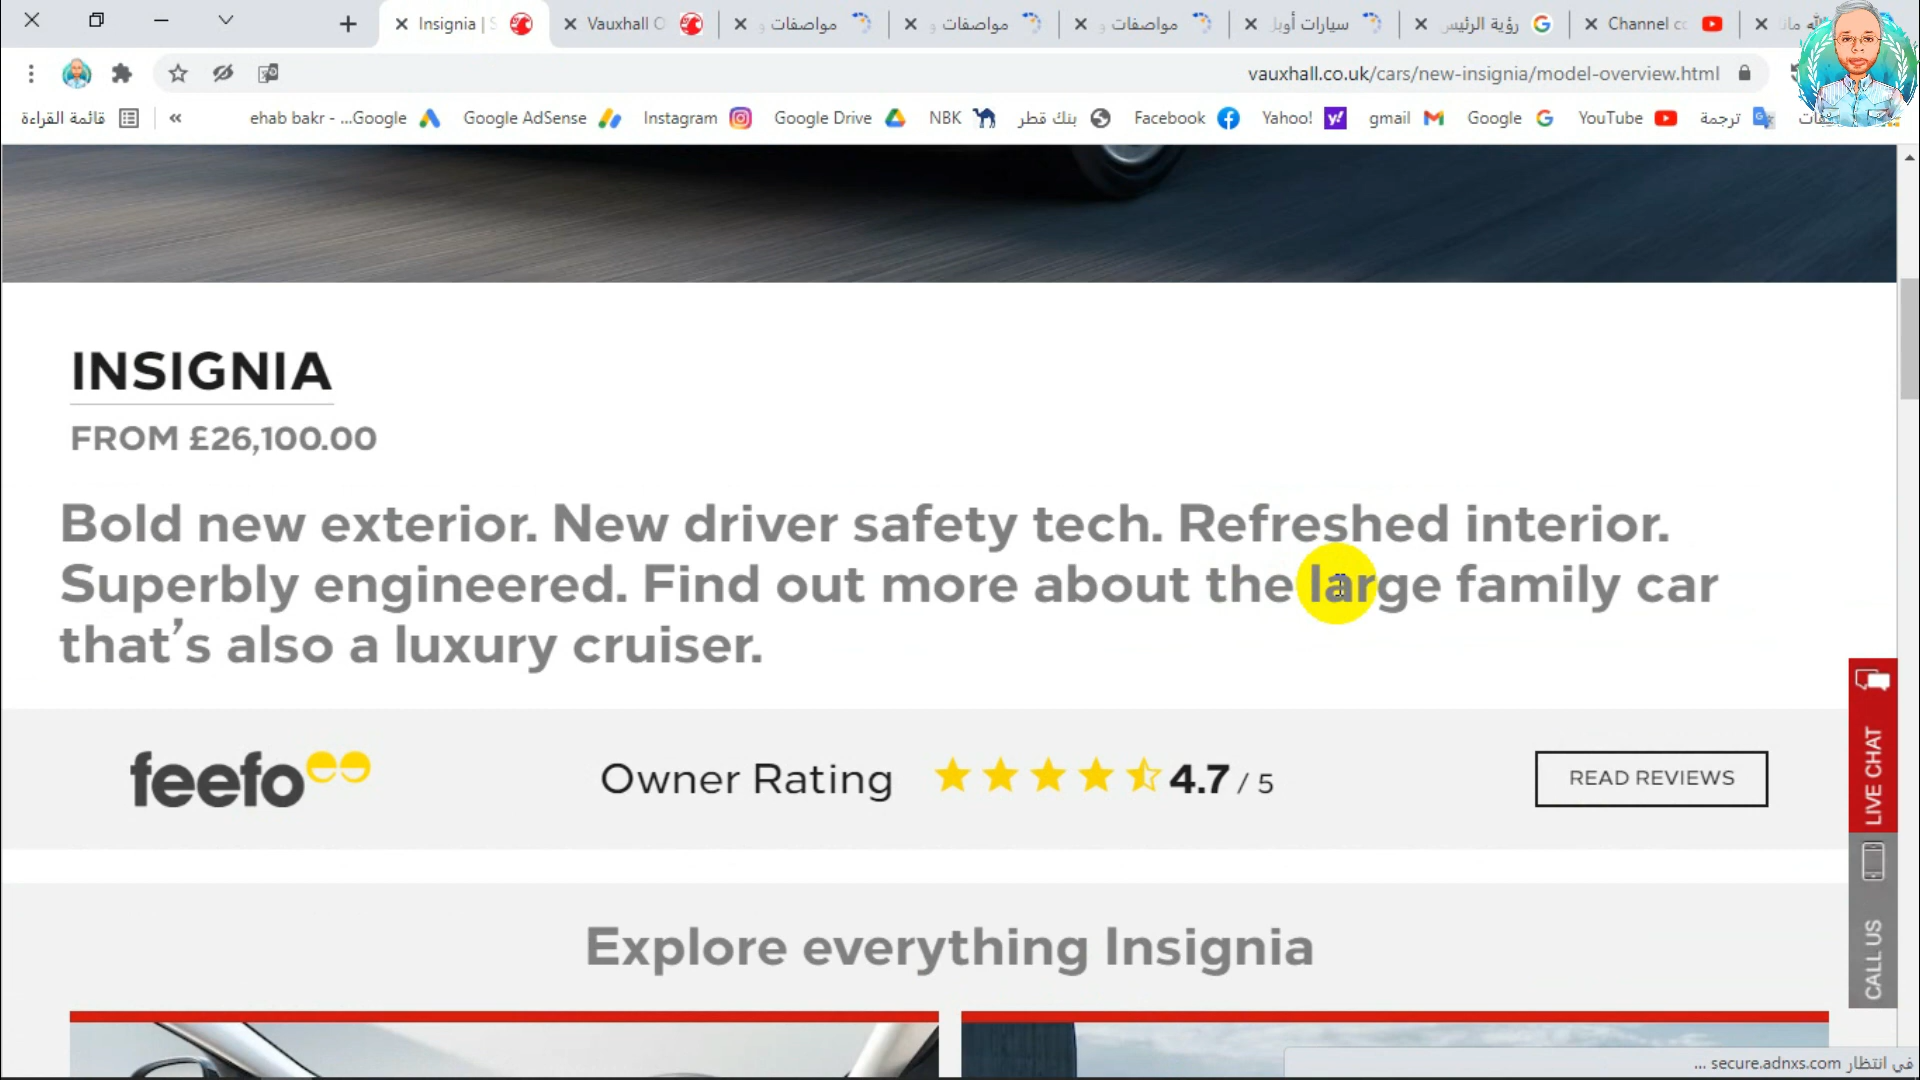 Insignia |
Vauxhall
مواصفات و
مواصفات و
مواصفات و
سيارات أوبل
رؤية الرئيس
Channel
vauxhall.co.uk/cars/new-insignia/model-overview.html
قائمة القراءة
«
ehab bakr - ...Google
Google AdSense
Instagram
Google Drive
NBK
بنك قطر
Facebook
Yahoo!
gmail
Google
YouTube
ترجمة
INSIGNIA
FROM £26,100.00
Bold new exterior. New driver safety tech. Refreshed interior.
Superbly engineered. Find out more about the large family car
that's also a luxury cruiser.
feefo
Owner Rating
4.7 / 5
READ REVIEWS
LIVE CHAT
CALL US
Explore everything Insignia
في انتظار secure.adnxs.com ...